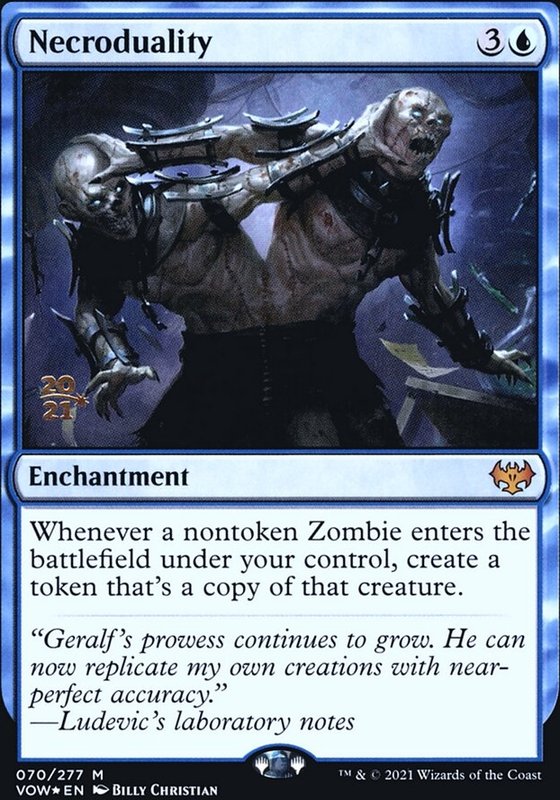 Necroduality 3
20
21
Enchantment
Whenever a nontoken Zombie enters the
battlefield under your control, create a
token that's a copy of that creature.
“Geralf's prowess continues to grow. He can
now replicate my own creations with near-
perfect accuracy.”
—Ludevic's laboratory notes
070/277 M ™ & © 2021 Wizards of the Coast
VOW★EN Billy Christian